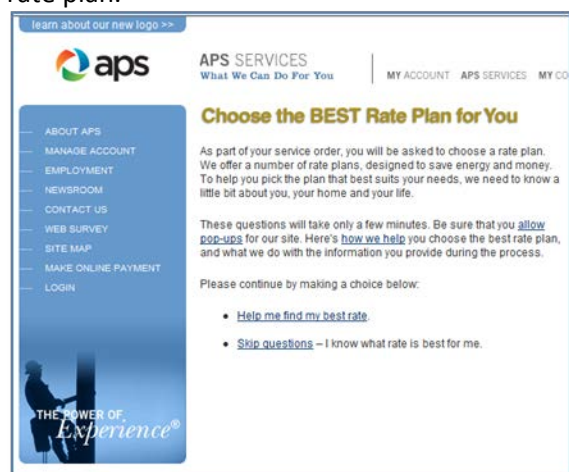 rate plan.
learn about our new logo >>
aps
APS SERVICES
What We Can Do For You
MY ACCOUNT APS SERVICES MY CO
ABOUT APS
MANAGE ACCOUNT
EMPLOYMENT
NEWSROOM
CONTACT US
WEB SURVEY
SITE MAP
MAKE ONLINE PAYMENT
LOGIN
THE POWER OF
Experience®
Choose the BEST Rate Plan for You
As part of your service order, you will be asked to choose a rate plan.
We offer a number of rate plans, designed to save energy and money.
To help you pick the plan that best suits your needs, we need to know a
little bit about you, your home and your life.
These questions will take only a few minutes. Be sure that you allow
pop-ups for our site. Here's how we help you choose the best rate plan,
and what we do with the information you provide during the process.
Please continue by making a choice below:
• Help me find my best rate.
• Skip questions – I know what rate is best for me.